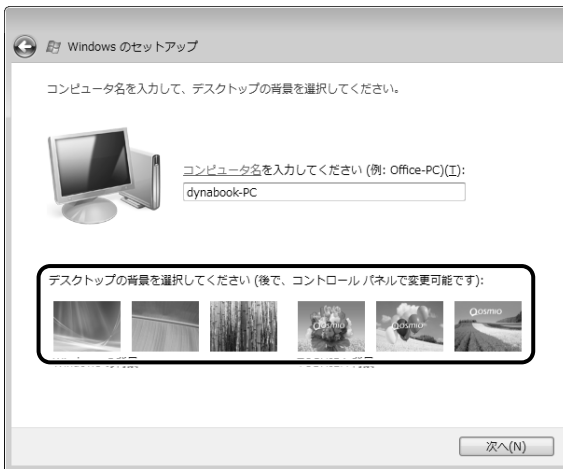 Windows のセットアップ
コンピュータ名を入力して、デスクトップの背景を選択してください。
コンピュータ名を入力してください (例: Office-PC)(T):
dynabook-PC
デスクトップの背景を選択してください (後で、コントロール パネルで変更可能です):
Qosmio Qosmio Qosmio
次へ(N)